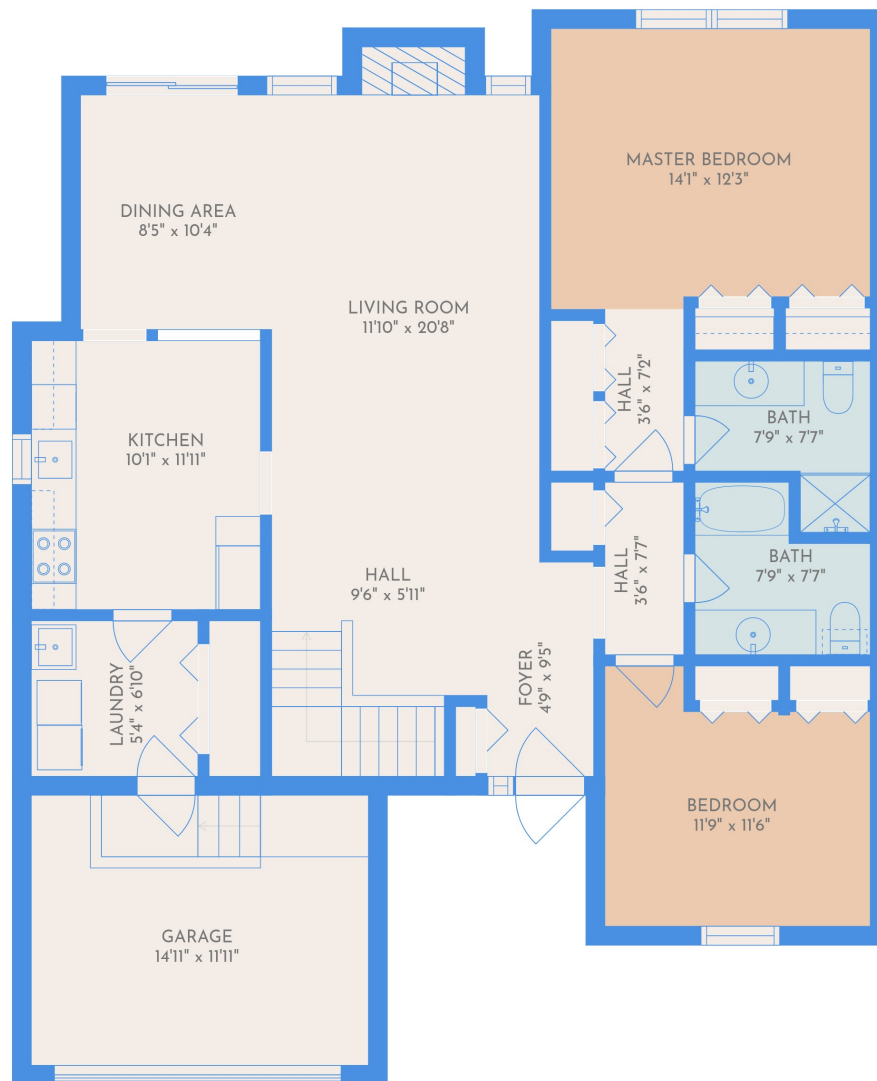 MASTER BEDROOM
14'1" x 12'3"
DINING AREA
8'5" x 10'4"
LIVING ROOM
11'10" x 20'8"
HALL
3'6" x 7'2"
KITCHEN
10'1" x 11'11"
BATH
7'9" x 7'7"
HALL
9'6" x 5'11"
HALL
3'6" x 7'7"
BATH
7'9" x 7'7"
LAUNDRY
5'4" x 6'10"
FOYER
4'9" x 9'5"
BEDROOM
11'9" x 11'6"
GARAGE
14'11" x 11'11"